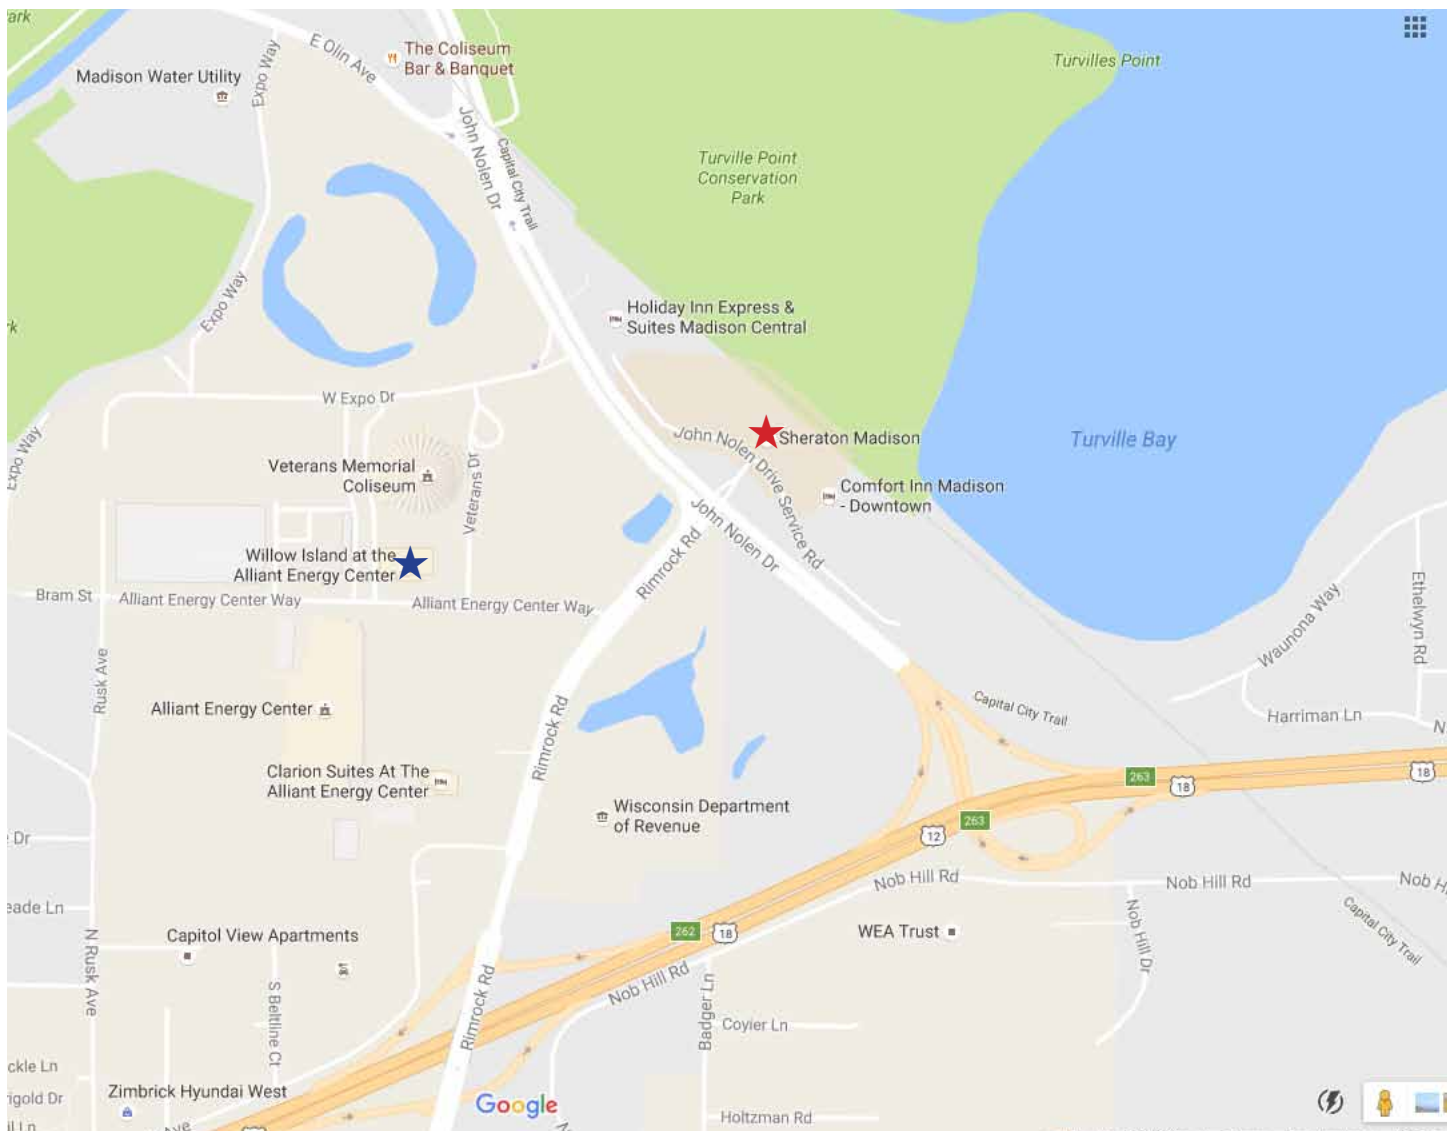 ark
E Olin Ave
The Coliseum
Bar & Banquet
Madison Water Utility
Expo Way
Turvilles Point
John Nolen Dr
Capital City Trail
Turville Point
Conservation
Park
Expo Way
Holiday Inn Express &
Suites Madison Central
rk
W Expo Dr
John Nolen Drive Service Rd
Sheraton Madison
Turville Bay
Expo Way
Veterans Memorial
Coliseum
Veterans Dr
Comfort Inn Madison
- Downtown
John Nolen Dr
Rimrock Rd
Willow Island at the
Alliant Energy Center
Bram St
Alliant Energy Center Way
Alliant Energy Center Way
Waunona Way
Ethelwyn Rd
Rusk Ave
Alliant Energy Center
Rimrock Rd
Capital City Trail
Harriman Ln
N
Clarion Suites At The
Alliant Energy Center
263
18
18
Wisconsin Department
of Revenue
263
12
e Dr
Nob Hill Rd
Nob Hill Rd
Nob H
eade Ln
262
18
WEA Trust
Capitol View Apartments
N Rusk Ave
Nob Hill Dr
Capital City Trail
Nob Hill Rd
S Beltline Ct
Rimrock Rd
Badger Ln
Coyier Ln
ckle Ln
Zimbrick Hyundai West
rigold Dr
Google
Holtzman Rd
Ave